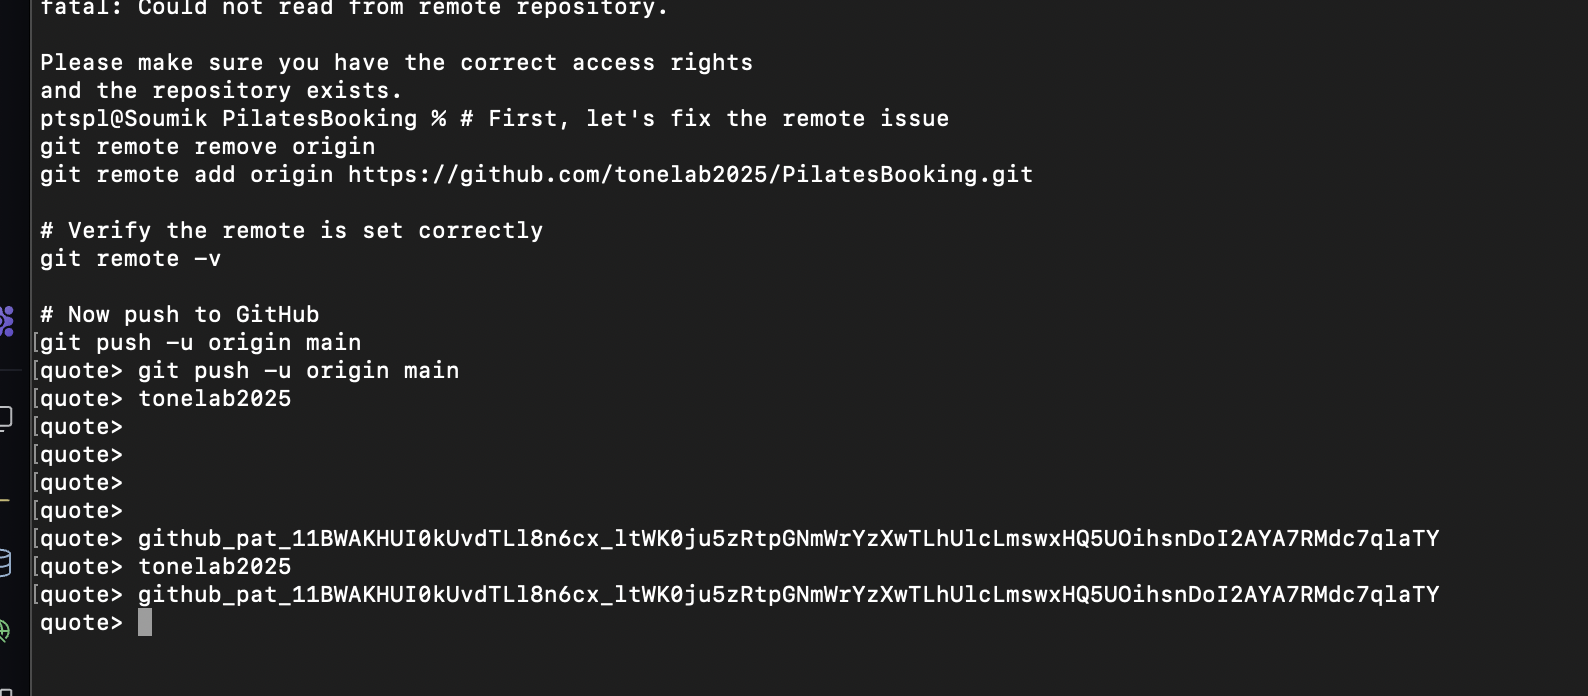 fatal: Could not read from remote repository.

Please make sure you have the correct access rights
and the repository exists.
ptspl@Soumik PilatesBooking % # First, let's fix the remote issue
git remote remove origin
git remote add origin https://github.com/tonelab2025/PilatesBooking.git

# Verify the remote is set correctly
git remote -v

# Now push to GitHub
[git push -u origin main
[quote> git push -u origin main
[quote> tonelab2025
[quote>
[quote>
[quote>
[quote>
[quote> 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
[quote> tonelab2025
[quote> 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
quote>